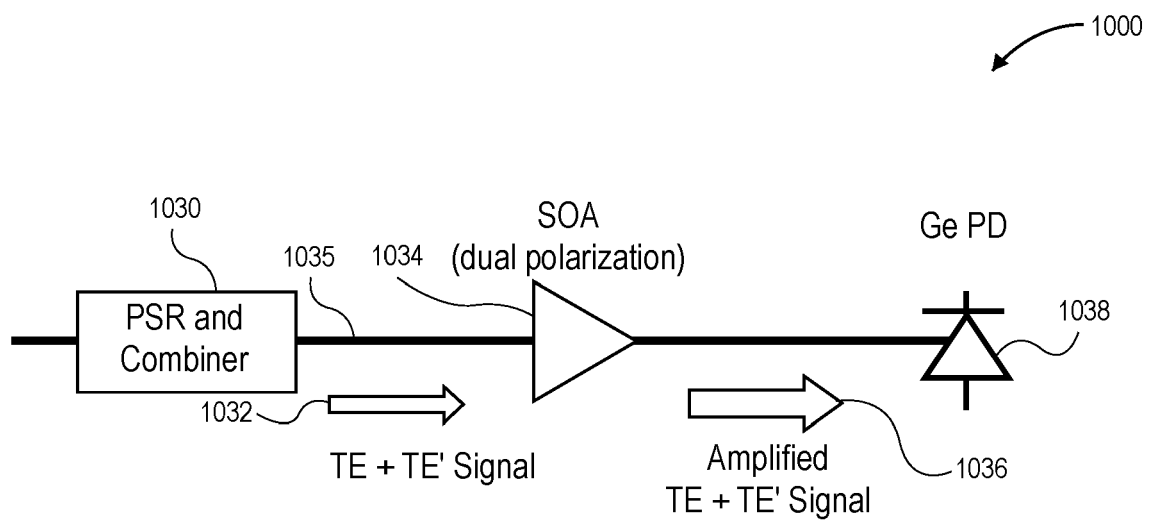 1000
1030
SOA
Ge PD
1035
1034
(dual polarization)
PSR and
Combiner
1038
1032
TE + TE' Signal
Amplified
TE + TE' Signal
1036